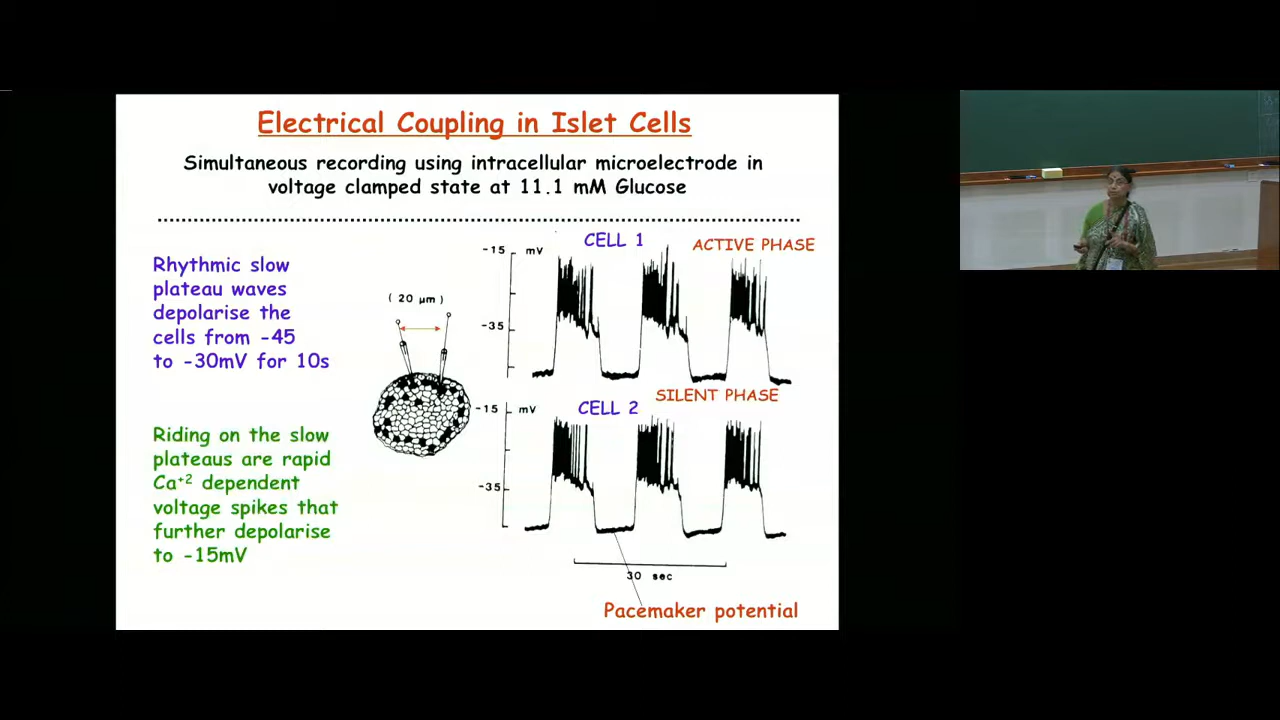 Electrical Coupling in Islet Cells
Simultaneous recording using intracellular microelectrode in
voltage clamped state at 11.1 mM Glucose
Rhythmic slow
plateau waves
depolarise the
cells from -45
to -30mV for 10s
Riding on the slow
plateaus are rapid
Ca+2 dependent
voltage spikes that
further depolarise
to -15mV
( 20 µm )
-15 mV
CELL 1
ACTIVE PHASE
-35
SILENT PHASE
-15 mV
CELL 2
-35
30 sec
Pacemaker potential